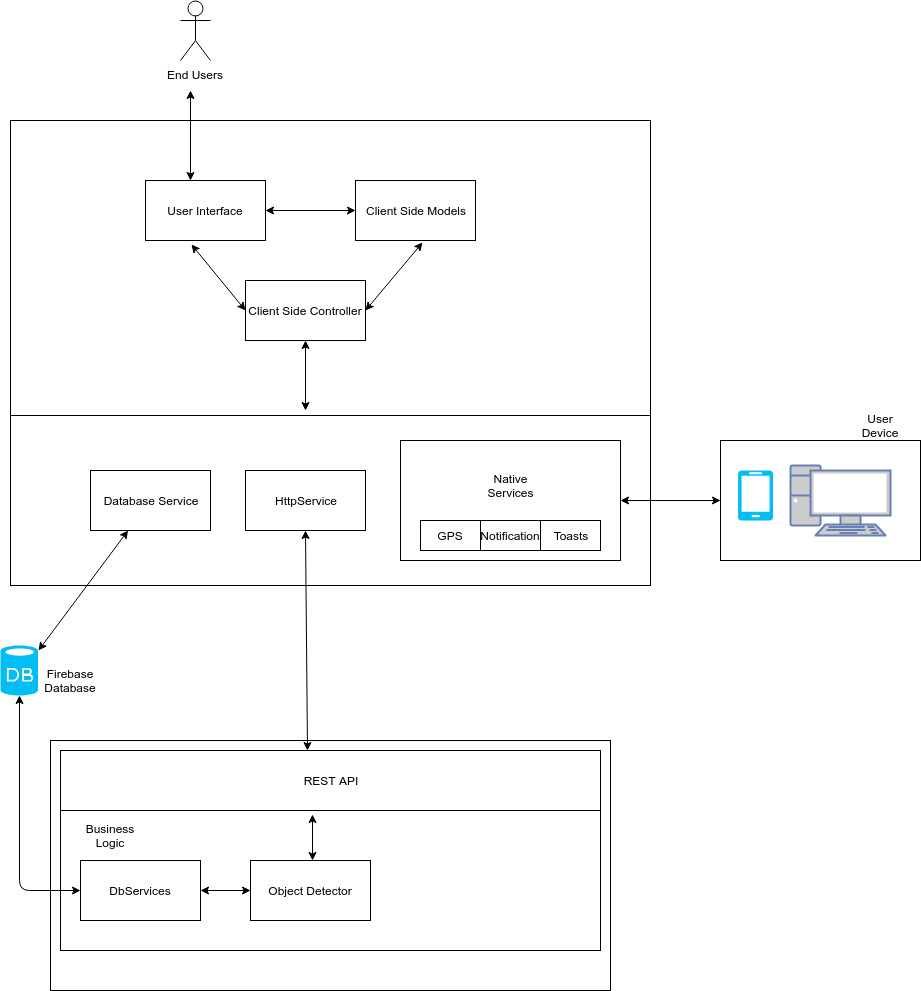 End Users
User Interface
Client Side Models
Client Side Controller
User
Device
Database Service
HttpService
Native
Services
GPS
Notification
Toasts
DB
Firebase
Database
REST API
Business
Logic
DbServices
Object Detector